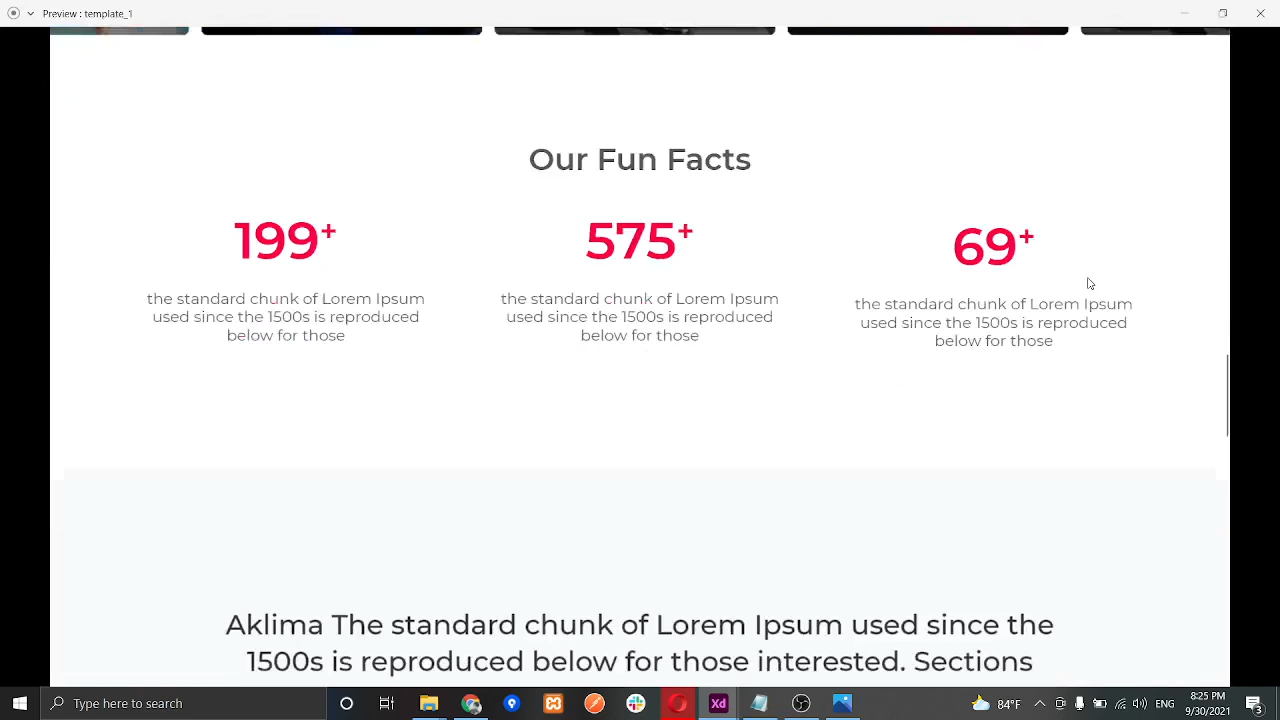 Preview : template_1
Our Fun Facts
199+
the standard chunk of Lorem Ipsum
used since the 1500s is reproduced
below for those
575+
the standard chunk of Lorem Ipsum
used since the 1500s is reproduced
below for those
69+
the standard chunk of Lorem Ipsum
used since the 1500s is reproduced
below for those
Aklima The standard chunk of Lorem Ipsum used since the
1500s is reproduced below for those interested. Sections
Type here to search
Xd
84°F
8:25 PM
9/30/2021